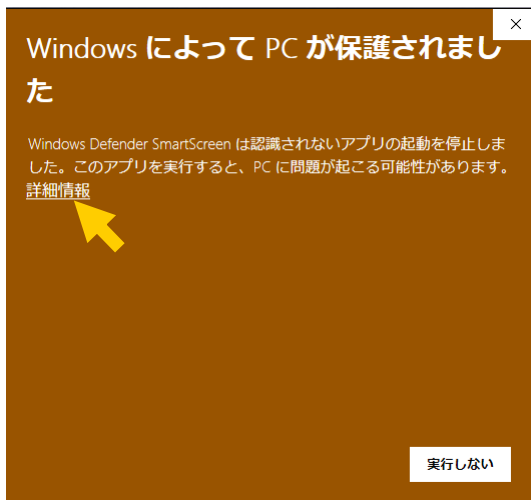 Windows によって PC が保護されまし
た
Windows Defender SmartScreen は認識されないアプリの起動を停止しま
した。このアプリを実行すると、PC に問題が起こる可能性があります。
詳細情報
実行しない